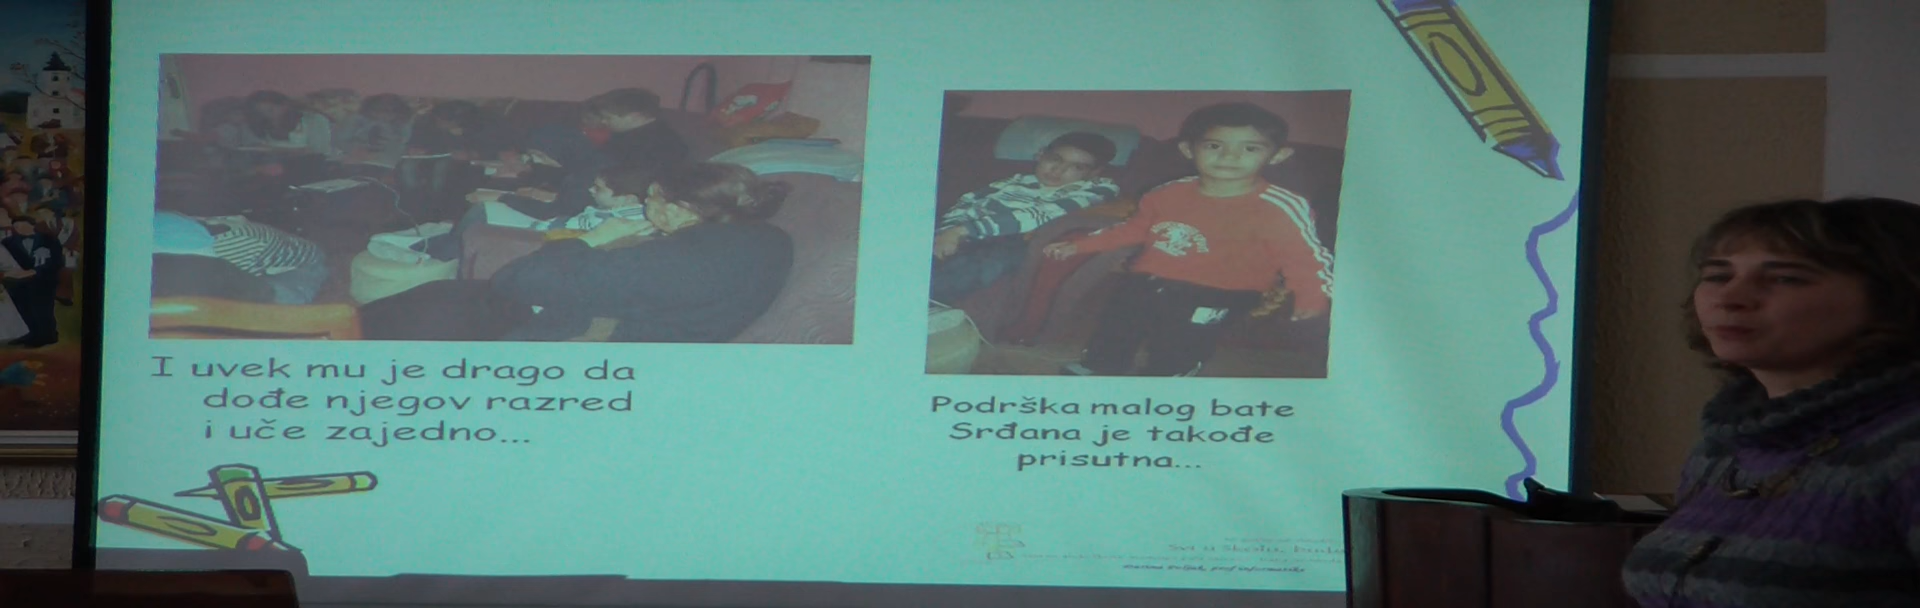 I uvek mu je drago da
dođe njegov razred
i uče zajedno...
Podrška malog bate
Srđana je takođe
prisutna...
Svi u školu,